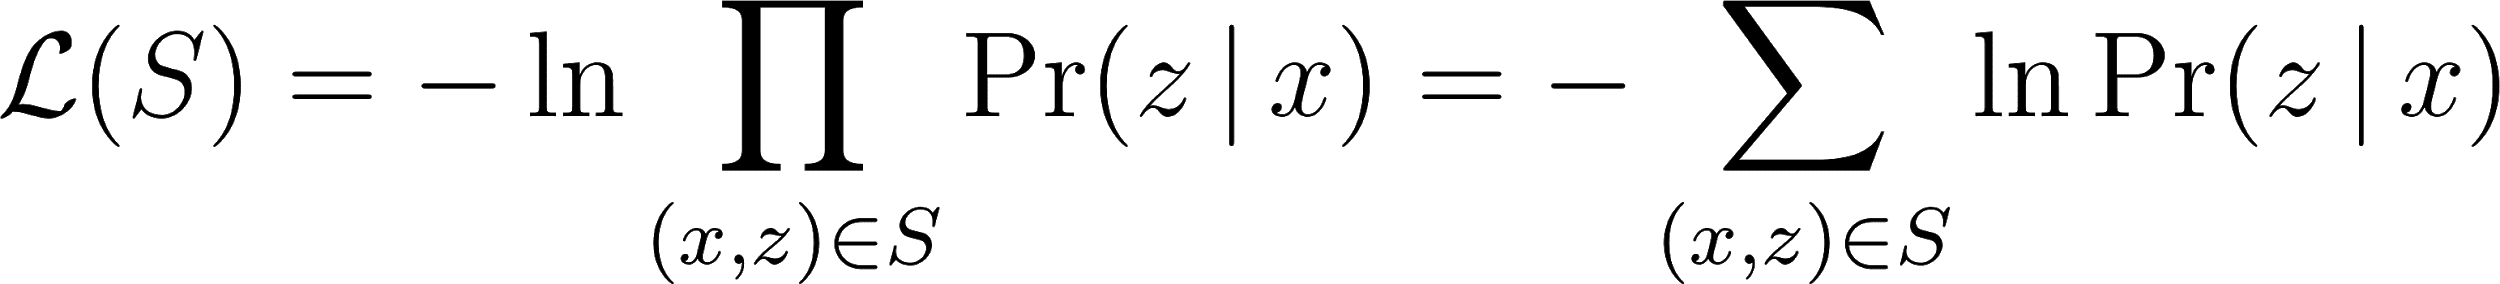 ℒ(S) = − ln ∏_{(x,z)∈S} Pr(z | x) = − ∑_{(x,z)∈S} ln Pr(z | x)